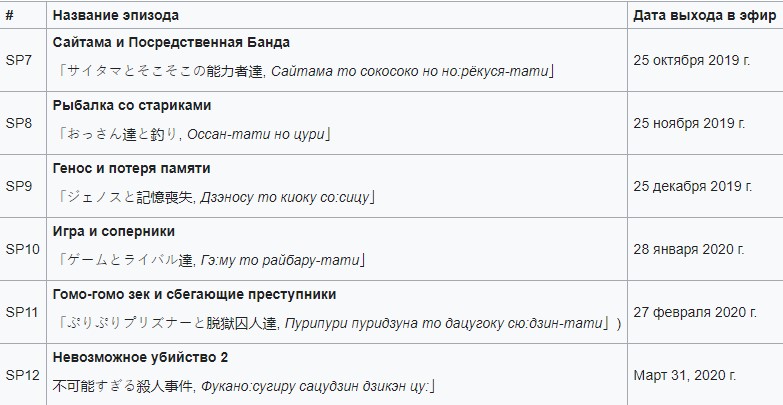 # Название эпизода Дата выхода в эфир
SP7 Сайтама и Посредственная Банда 25 октября 2019 г.
「サイタマとそこそこの能力者達, Сайтама то сокосоко но но:рёкуся-тати」
SP8 Рыбалка со стариками 25 ноября 2019 г.
「おっさん達と釣り, Оссан-тати но цури」
SP9 Генос и потеря памяти 25 декабря 2019 г.
「ジェノスと記憶喪失, Дзэносу то киоку со:сицу」
SP10 Игра и соперники 28 января 2020 г.
「ゲームとライバル達, Гэ:му то райбару-тати」
SP11 Гомо-гомо зек и сбегающие преступники 27 февраля 2020 г.
「ぷりぷりプリズナーと脱獄囚人達, Пурипури пуридзуна то дацугоку сю:дзин-тати」)
SP12 Невозможное убийство 2 Март 31, 2020 г.
不可能すぎる殺人事件, Фукано:сугиру сацудзин дзикэн цу:」